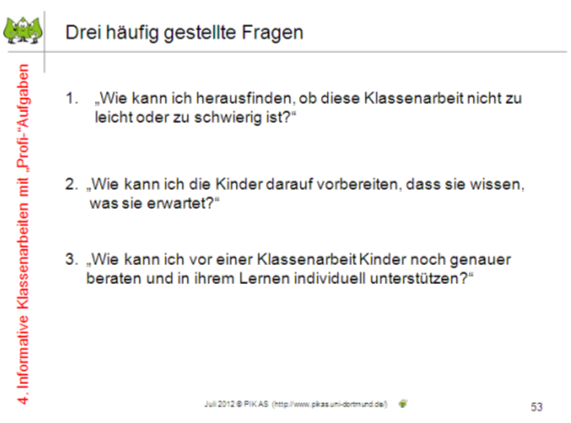 Drei häufig gestellte Fragen
4. Informative Klassenarbeiten mit „Profi-“Aufgaben
1. „Wie kann ich herausfinden, ob diese Klassenarbeit nicht zu
leicht oder zu schwierig ist?“
2. „Wie kann ich die Kinder darauf vorbereiten, dass sie wissen,
was sie erwartet?“
3. „Wie kann ich vor einer Klassenarbeit Kinder noch genauer
beraten und in ihrem Lernen individuell unterstützen?“
Juli 2012 © PIK AS (http://www.pikas.uni-dortmund.de/)
53